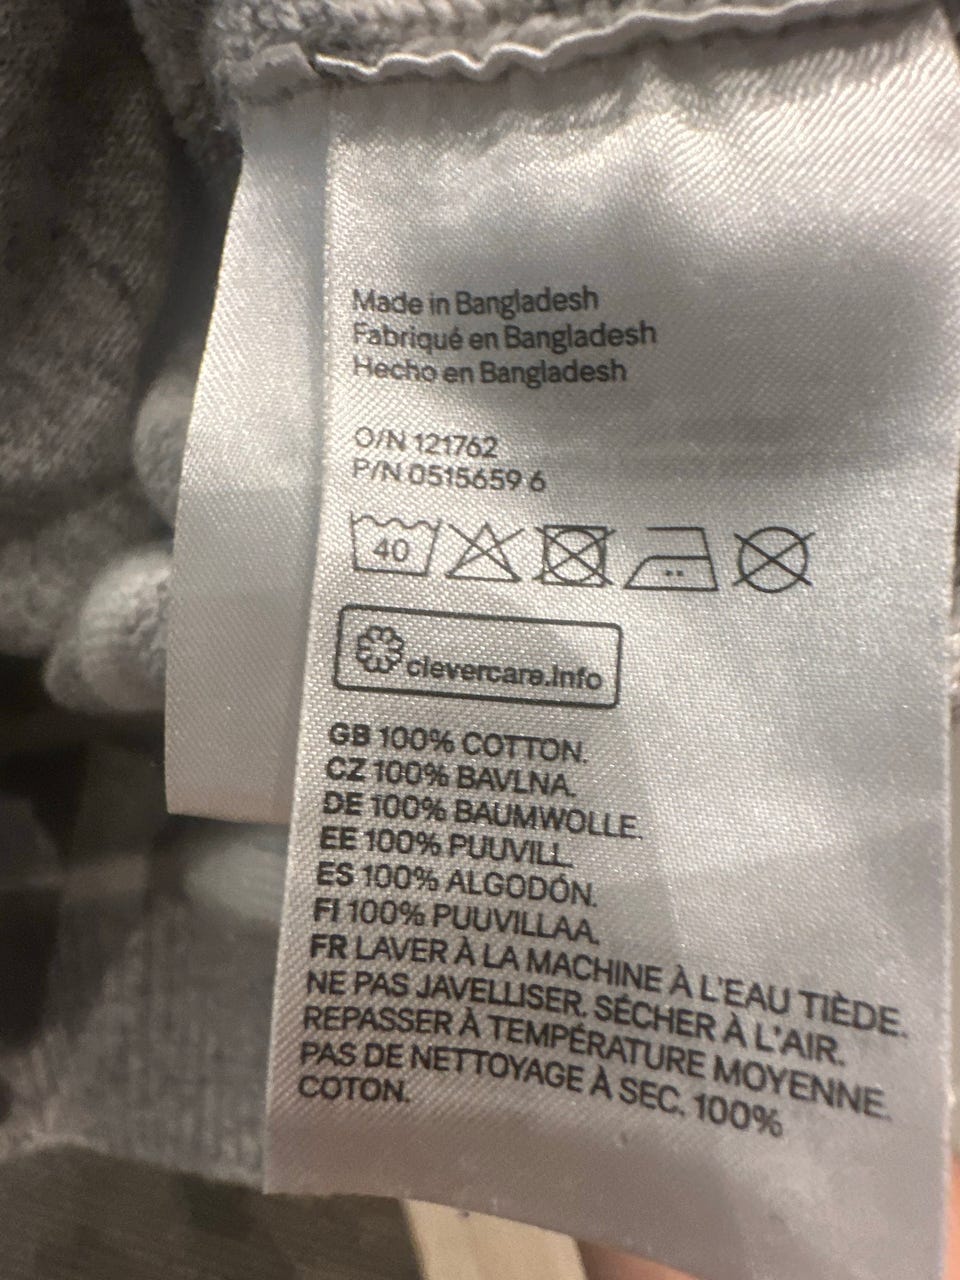 Made in Bangladesh
Fabriqué en Bangladesh
Hecho en Bangladesh
O/N 121762
P/N 0515659 6
40
clevercare.info
GB 100% COTTON.
CZ 100% BAVLNA.
DE 100% BAUMWOLLE.
EE 100% PUUVILL.
ES 100% ALGODÓN.
FI 100% PUUVILLAA.
FR LAVER À LA MACHINE À L'EAU TIÈDE.
NE PAS JAVELLISER. SÉCHER À L'AIR.
REPASSER À TEMPÉRATURE MOYENNE.
PAS DE NETTOYAGE À SEC. 100%
COTON.